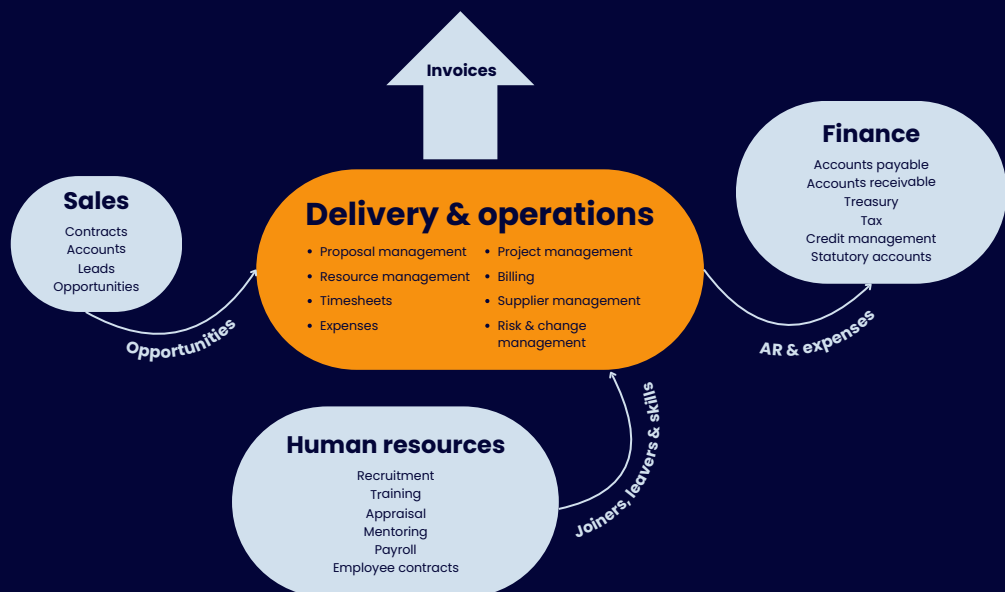 Invoices
Sales
Contracts
Accounts
Leads
Opportunities
Opportunities
Delivery & operations
• Proposal management
• Resource management
• Timesheets
• Expenses
• Project management
• Billing
• Supplier management
• Risk & change
management
Finance
Accounts payable
Accounts receivable
Treasury
Tax
Credit management
Statutory accounts
AR & expenses
Human resources
Recruitment
Training
Appraisal
Mentoring
Payroll
Employee contracts
Joiners, leavers & skills